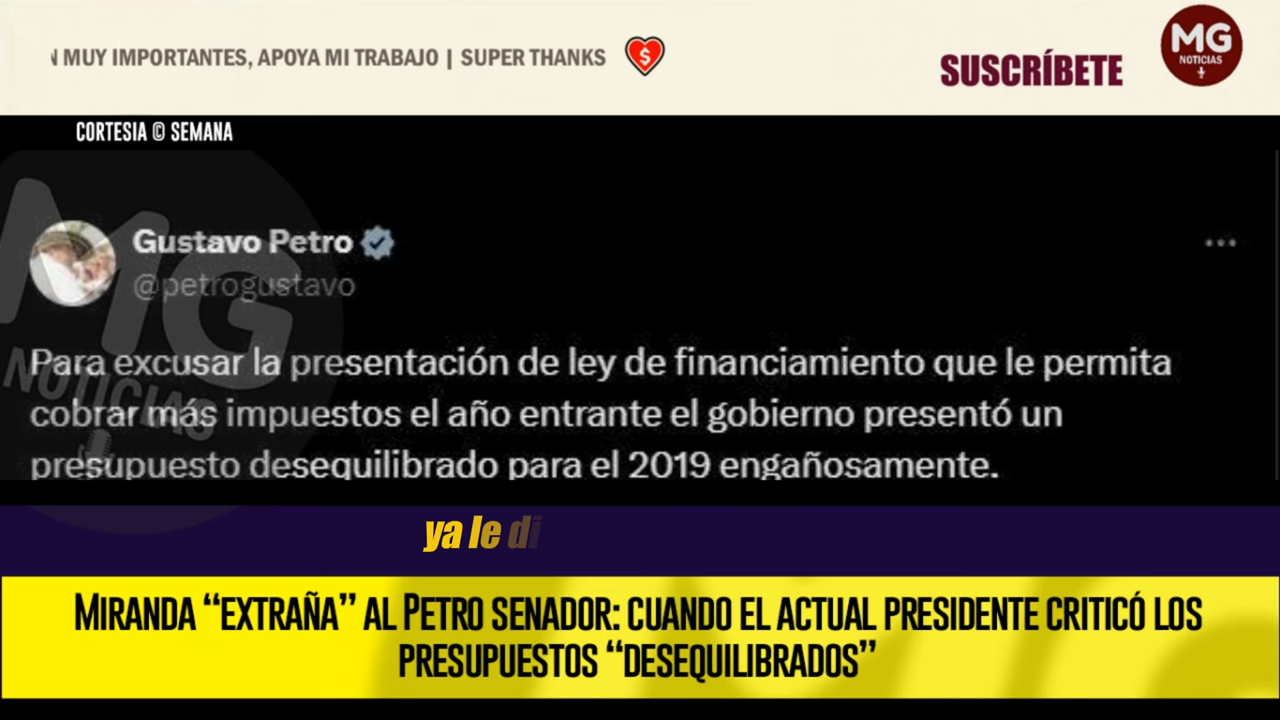 MUY IMPORTANTES, APOYA MI TRABAJO | SUPER THANKS
SUSCRÍBETE
MG
NOTICIAS
CORTESIA © SEMANA
MG
NOTICIAS
Gustavo Petro
@petrogustavo
Para excusar la presentación de ley de financiamiento que le permita
cobrar más impuestos el año entrante el gobierno presentó un
presupuesto desequilibrado para el 2019 engañosamente.
ya le di
MIRANDA “EXTRAÑA” AL PETRO SENADOR: CUANDO EL ACTUAL PRESIDENTE CRITICÓ LOS
PRESUPUESTOS “DESEQUILIBRADOS”